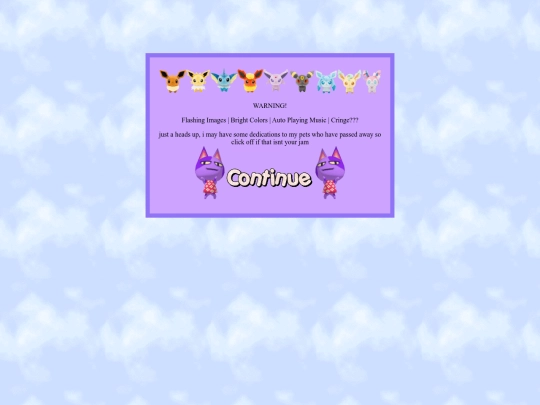 WARNING!
Flashing Images | Bright Colors | Auto Playing Music | Cringe???
just a heads up, i may have some dedications to my pets who have passed away so
click off if that isnt your jam
Continue